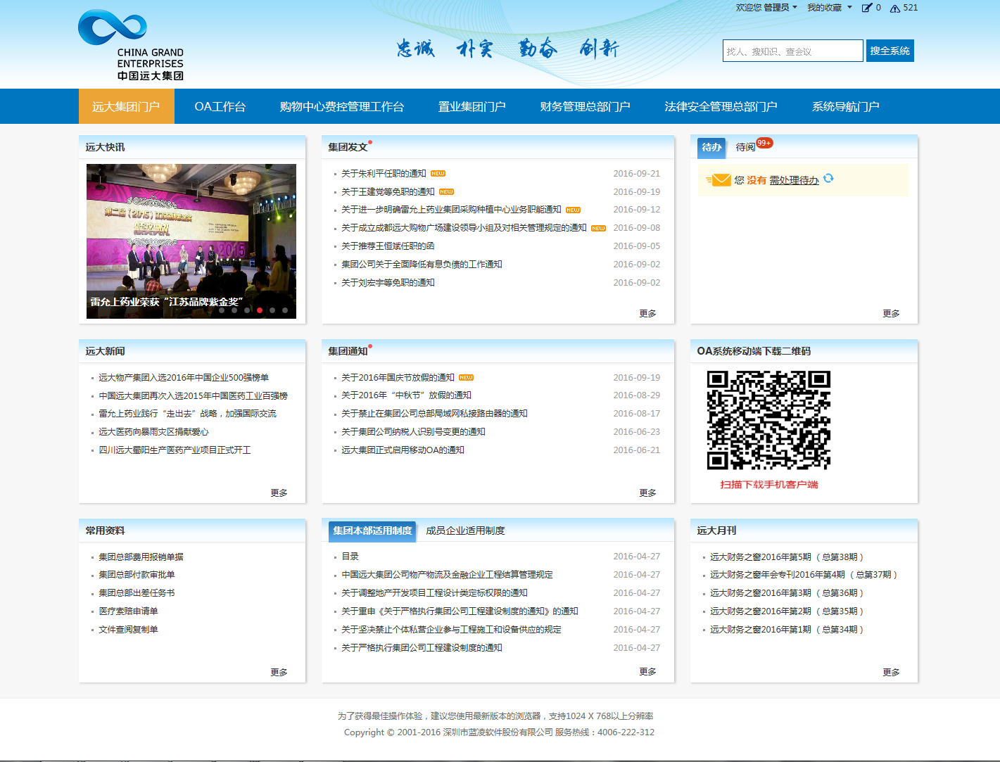 欢迎您 管理员 我的收藏 0 521
CHINA GRAND
ENTERPRISES
中国远大集团
忠诚 朴实 勤奋 创新
找人、搜知识、查会议 搜全系统
远大集团门户 OA工作台 购物中心费控管理工作台 置业集团门户 财务管理总部门户 法律安全管理总部门户 系统导航门户
远大快讯
第二届（2015）江苏品牌紫金奖
颁奖典礼
2015
雷允上药业荣获“江苏品牌紫金奖”
集团发文
关于朱利平任职的通知 NEW 2016-09-21
关于王建党等免职的通知 NEW 2016-09-19
关于进一步明确雷允上药业集团采购种植中心业务职能通知 NEW 2016-09-12
关于成立成都远大购物广场建设领导小组及对相关管理规定的通知 NEW 2016-09-08
关于推荐王恒斌任职的函 2016-09-05
集团公司关于全面降低有息负债的工作通知 2016-09-02
关于刘宏宇等免职的通知 2016-09-02
更多
待办 待阅 99+
您 没有 需处理待办
更多
远大新闻
远大物产集团入选2016年中国企业500强榜单
中国远大集团再次入选2015年中国医药工业百强榜
雷允上药业践行“走出去”战略，加强国际交流
远大医药向暴雨灾区捐献爱心
四川远大蜀阳生产医药产业项目正式开工
更多
集团通知
关于2016年国庆节放假的通知 NEW 2016-09-19
关于2016年“中秋节”放假的通知 2016-08-29
关于禁止在集团公司总部局域网私接路由器的通知 2016-08-17
关于集团公司纳税人识别号变更的通知 2016-06-23
远大集团正式启用移动OA的通知 2016-06-21
更多
OA系统移动端下载二维码
扫描下载手机客户端
常用资料
集团总部费用报销单据
集团总部付款审批单
集团总部出差任务书
医疗索赔申请单
文件查阅复制单
更多
集团本部适用制度 成员企业适用制度
目录 2016-04-27
中国远大集团公司物产物流及金融企业工程结算管理规定 2016-04-27
关于调整地产开发项目工程设计类定标权限的通知 2016-04-27
关于重申《关于严格执行集团公司工程建设制度的通知》的通知 2016-04-27
关于坚决禁止个体私营企业参与工程施工和设备供应的规定 2016-04-27
关于严格执行集团公司工程建设制度的通知 2016-04-27
更多
远大月刊
远大财务之窗2016年第5期 （总第38期）
远大财务之窗年会专刊2016年第4期 （总第37期）
远大财务之窗2016年第3期 （总第36期）
远大财务之窗2016年第2期 （总第35期）
远大财务之窗2016年第1期 （总第34期）
更多
为了获得最佳操作体验，建议您使用最新版本的浏览器，支持1024 X 768以上分辨率
Copyright © 2001-2016 深圳市蓝凌软件股份有限公司 服务热线：4006-222-312